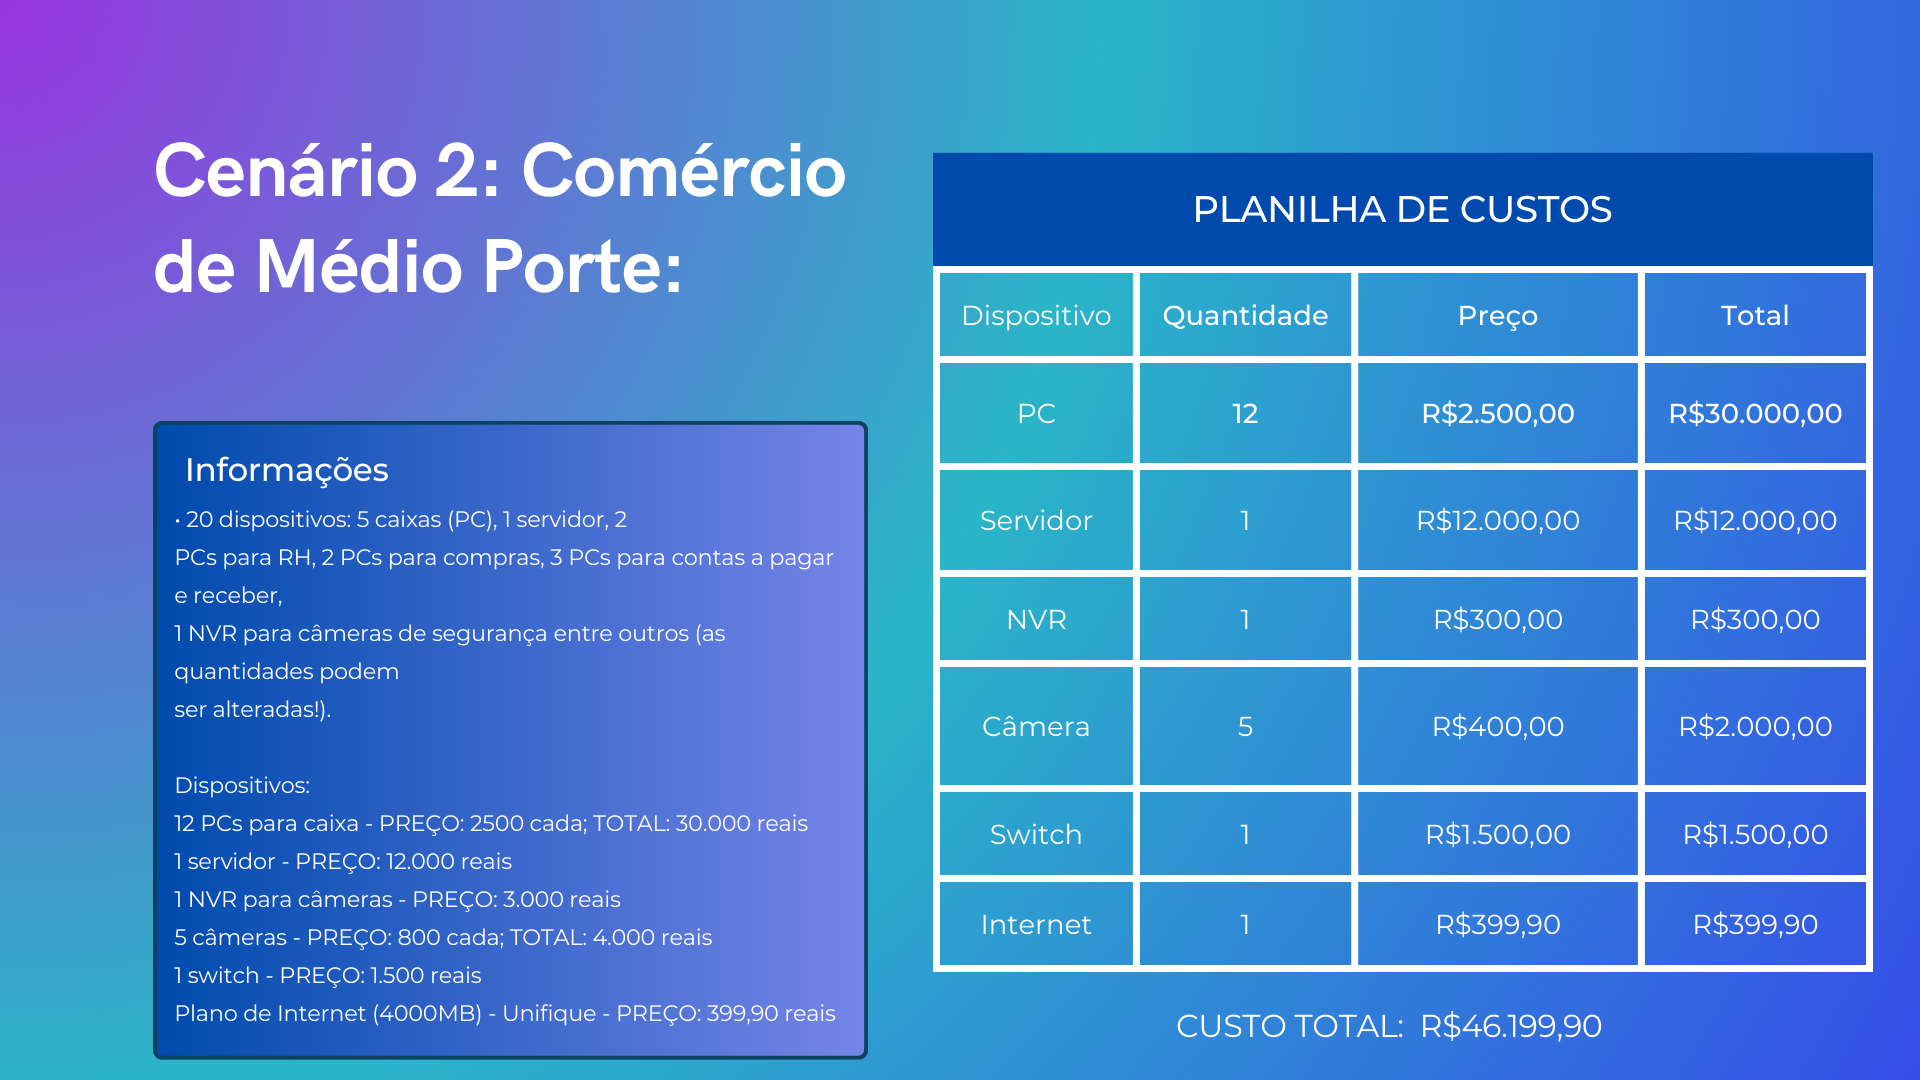 Cenário 2: Comércio
de Médio Porte:
Informações
• 20 dispositivos: 5 caixas (PC), 1 servidor, 2
PCs para RH, 2 PCs para compras, 3 PCs para contas a pagar
e receber,
1 NVR para câmeras de segurança entre outros (as
quantidades podem
ser alteradas!).
Dispositivos:
12 PCs para caixa - PREÇO: 2500 cada; TOTAL: 30.000 reais
1 servidor - PREÇO: 12.000 reais
1 NVR para câmeras - PREÇO: 3.000 reais
5 câmeras - PREÇO: 800 cada; TOTAL: 4.000 reais
1 switch - PREÇO: 1.500 reais
Plano de Internet (4000MB) - Unifique - PREÇO: 399,90 reais
PLANILHA DE CUSTOS
Dispositivo Quantidade Preço Total
PC 12 R$2.500,00 R$30.000,00
Servidor 1 R$12.000,00 R$12.000,00
NVR 1 R$300,00 R$300,00
Câmera 5 R$400,00 R$2.000,00
Switch 1 R$1.500,00 R$1.500,00
Internet 1 R$399,90 R$399,90
CUSTO TOTAL: R$46.199,90